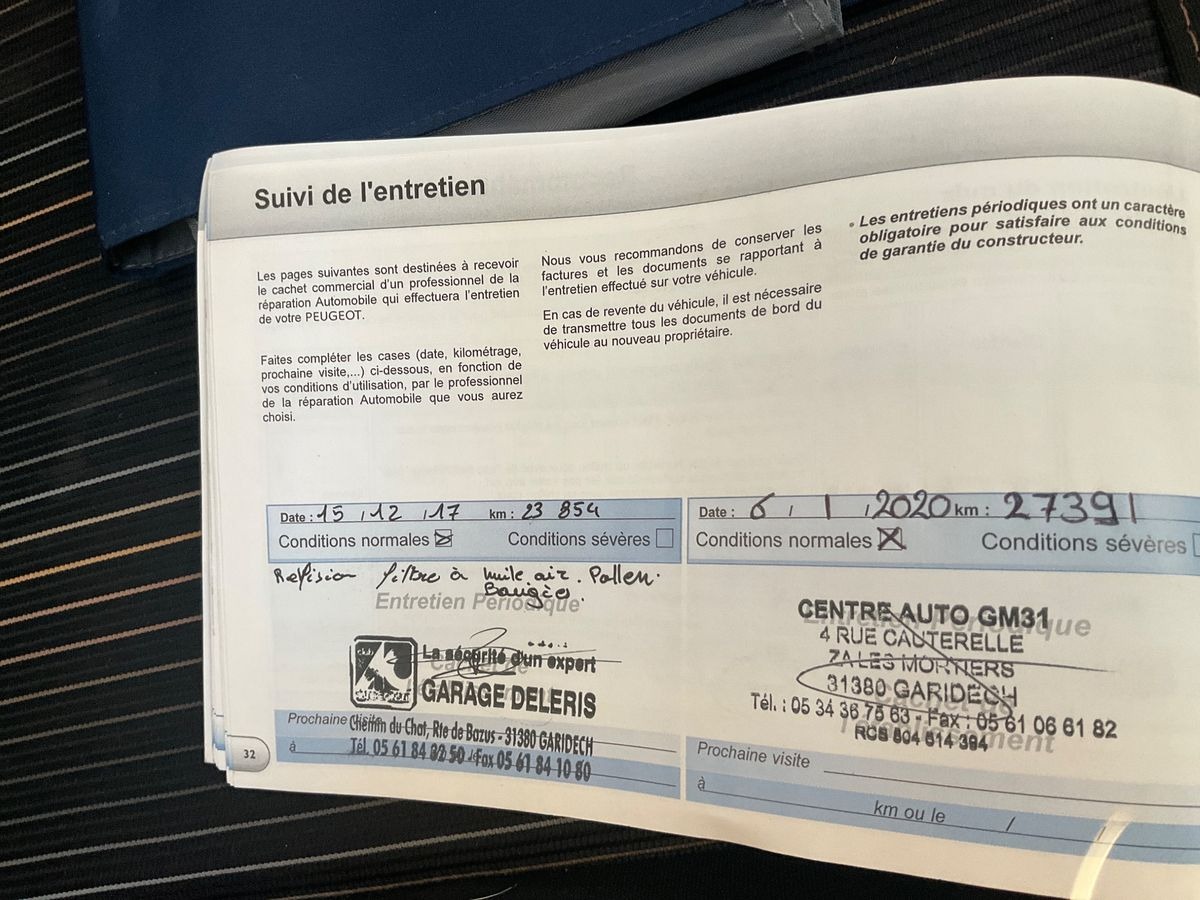 Suivi de l'entretien
Les pages suivantes sont destinées à recevoir
le cachet commercial d'un professionnel de la
réparation Automobile qui effectuera l'entretien
de votre PEUGEOT.
Faites compléter les cases (date, kilométrage,
prochaine visite,...) ci-dessous, en fonction de
vos conditions d'utilisation, par le professionnel
de la réparation Automobile que vous aurez
choisi.
Nous vous recommandons de conserver les
factures et les documents se rapportant à
l'entretien effectué sur votre véhicule.
En cas de revente du véhicule, il est nécessaire
de transmettre tous les documents de bord du
véhicule au nouveau propriétaire.
• Les entretiens périodiques ont un caractère
obligatoire pour satisfaire aux conditions
de garantie du constructeur.
Date : 15 / 12 / 17 km : 23 854
Conditions normales Conditions sévères
filtre à huile air. Pollen.
Bougies.
Entretien Périodique
La sécurité d'un expert
GARAGE DELERIS
Prochaine visite
Chemin du Chat, Rte de Bazus - 31380 GARIDECH
à
Tél. 05 61 84 82 50 - Fax 05 61 84 10 80
32
Date : 6 / 1 / 2020 km : 27391
Conditions normales Conditions sévères
CENTRE AUTO GM31
4 RUE CAUTERELLE
ZA LES MORTIERS
31380 GARIDECH
Tél. : 05 34 36 75 63 - Fax : 05 61 06 61 82
RCS 804 614 394
Prochaine visite
à
km ou le / /